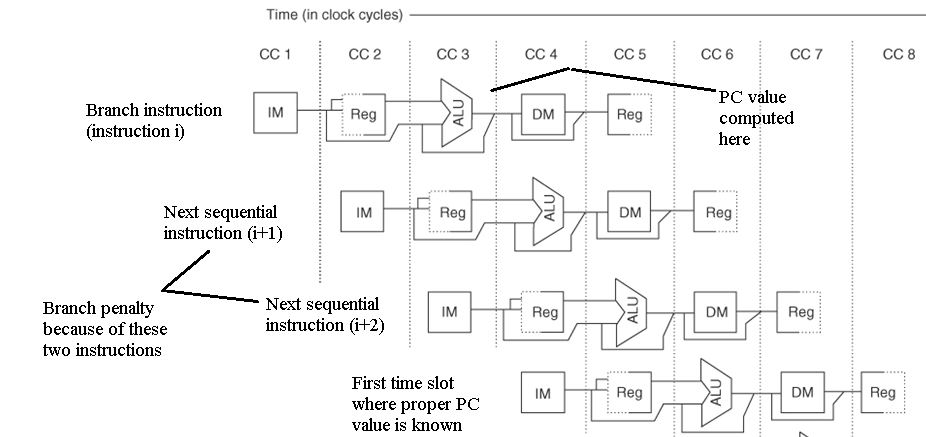 Time (in clock cycles)
CC 1 CC 2 CC 3 CC 4 CC 5 CC 6 CC 7 CC 8
Branch instruction
(instruction i)
IM Reg ALU DM Reg
PC value
computed
here
Next sequential
instruction (i+1)
IM Reg ALU DM Reg
Branch penalty
because of these
two instructions
Next sequential
instruction (i+2)
IM Reg ALU DM Reg
First time slot
where proper PC
value is known
IM Reg ALU DM Reg